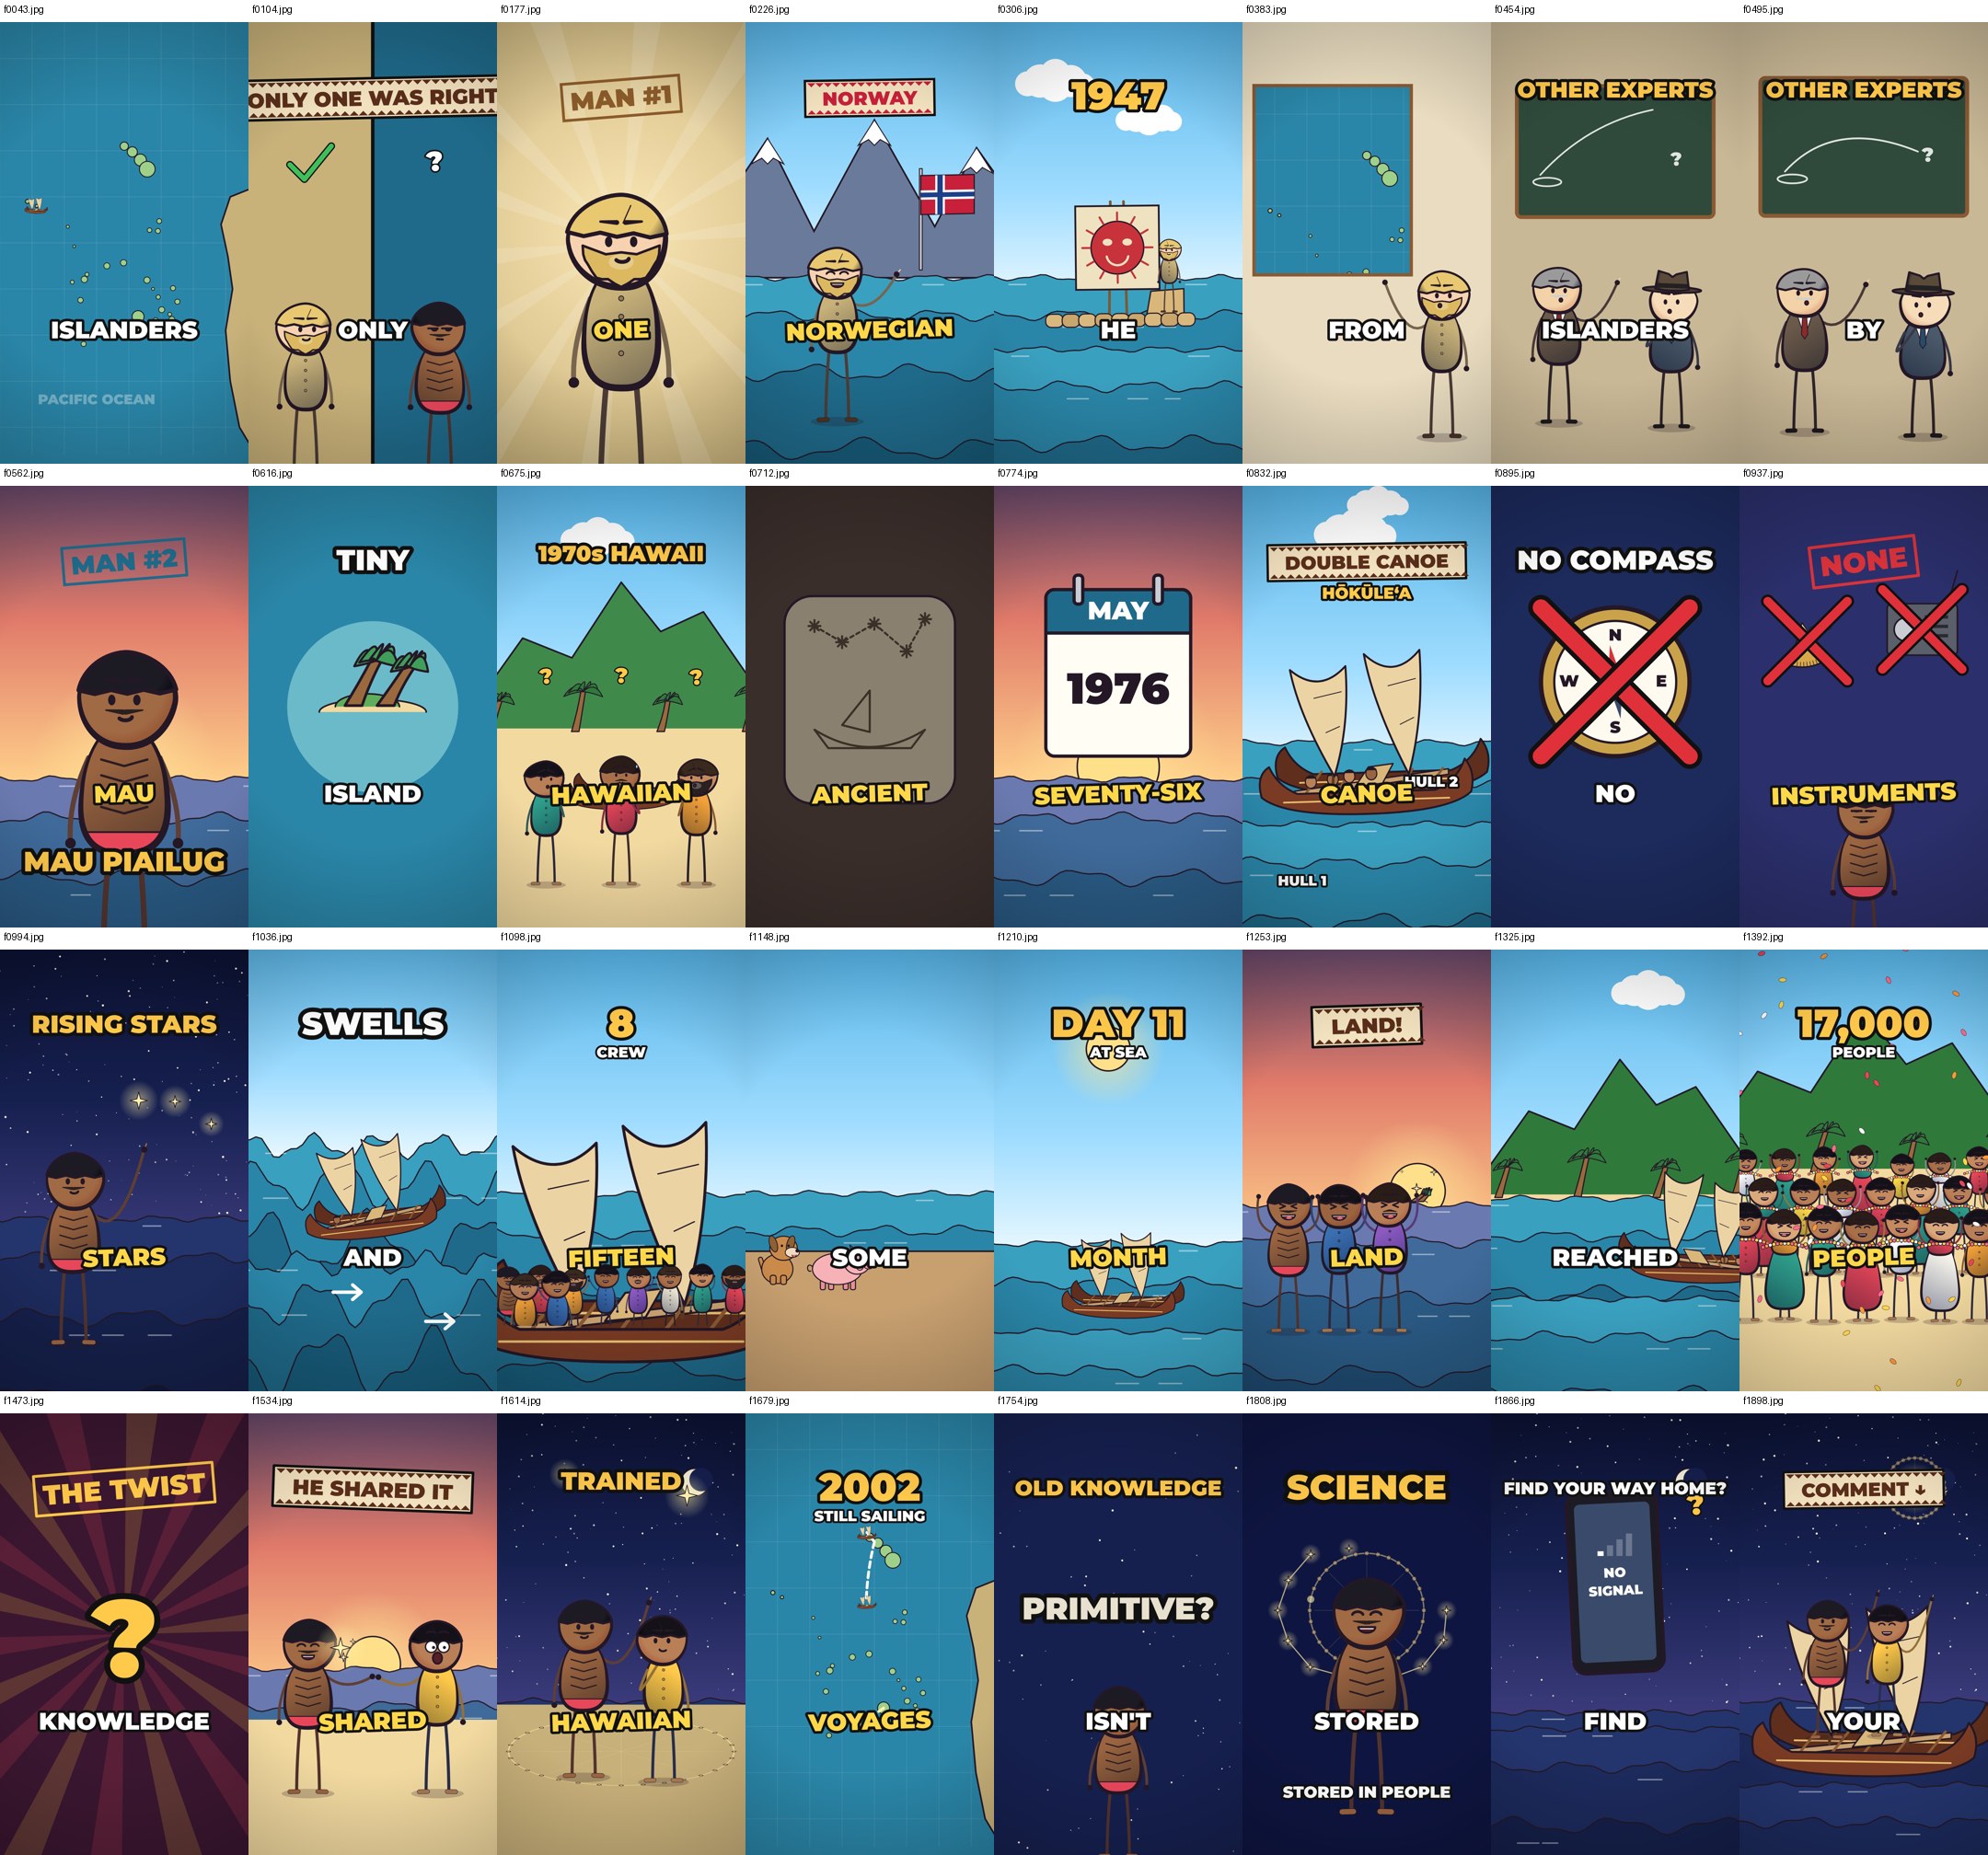 f0043.jpg
f0104.jpg
f0177.jpg
f0226.jpg
f0306.jpg
f0383.jpg
f0454.jpg
f0495.jpg
ISLANDERS
PACIFIC OCEAN
ONLY ONE WAS RIGHT
?
ONLY
MAN #1
ONE
NORWAY
NORWEGIAN
1947
HE
FROM
OTHER EXPERTS
?
ISLANDERS
OTHER EXPERTS
?
BY
f0562.jpg
f0616.jpg
f0675.jpg
f0712.jpg
f0774.jpg
f0832.jpg
f0895.jpg
f0937.jpg
MAN #2
MAU
MAU PIAILUG
TINY
ISLAND
1970s HAWAII
? ? ?
HAWAIIAN
ANCIENT
MAY
1976
SEVENTY-SIX
DOUBLE CANOE
HŌKŪLEʻA
HULL 2
CANOE
HULL 1
NO COMPASS
N
W E
S
NO
NONE
INSTRUMENTS
f0994.jpg
f1036.jpg
f1098.jpg
f1148.jpg
f1210.jpg
f1253.jpg
f1325.jpg
f1392.jpg
RISING STARS
STARS
SWELLS
AND
8
CREW
FIFTEEN
SOME
DAY 11
AT SEA
MONTH
LAND!
LAND
REACHED
17,000
PEOPLE
PEOPLE
f1473.jpg
f1534.jpg
f1614.jpg
f1679.jpg
f1754.jpg
f1808.jpg
f1866.jpg
f1898.jpg
THE TWIST
?
KNOWLEDGE
HE SHARED IT
SHARED
TRAINED
HAWAIIAN
2002
STILL SAILING
VOYAGES
OLD KNOWLEDGE
PRIMITIVE?
ISN'T
SCIENCE
STORED
STORED IN PEOPLE
FIND YOUR WAY HOME?
?
NO
SIGNAL
FIND
COMMENT ↓
YOUR